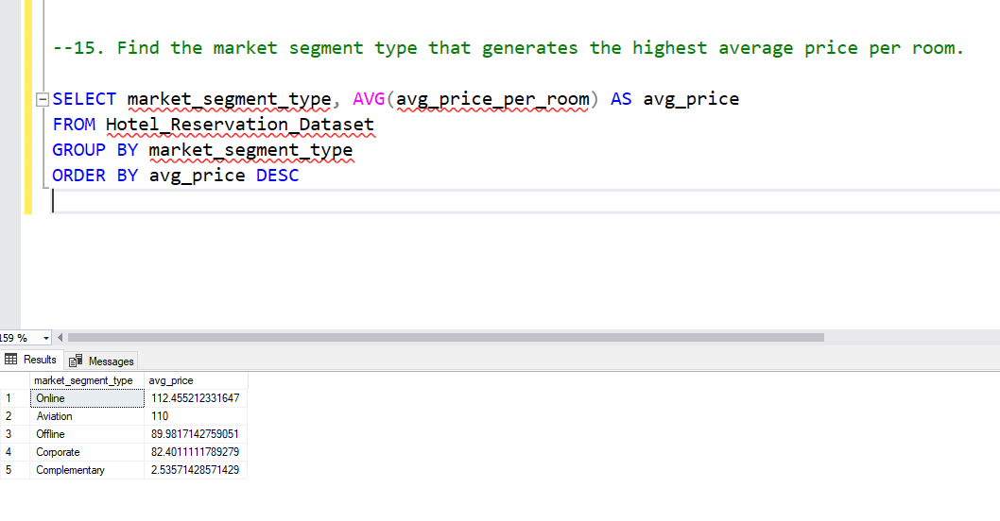 --15. Find the market segment type that generates the highest average price per room.
SELECT market_segment_type, AVG(avg_price_per_room) AS avg_price
FROM Hotel_Reservation_Dataset
GROUP BY market_segment_type
ORDER BY avg_price DESC
159 %
Results Messages
market_segment_type avg_price
1 Online 112.455212331647
2 Aviation 110
3 Offline 89.9817142759051
4 Corporate 82.4011111789279
5 Complementary 2.53571428571429